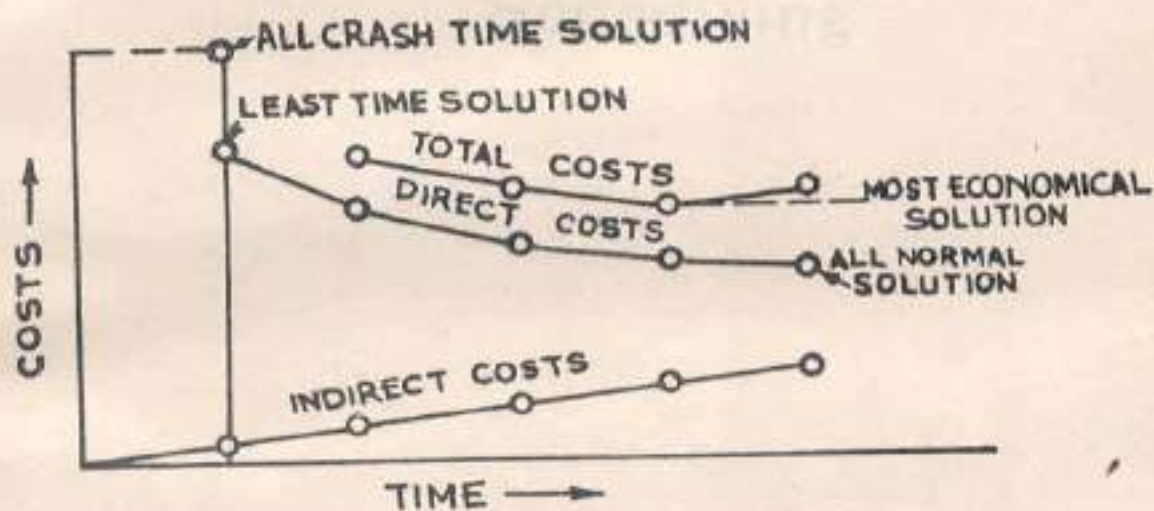 ALL CRASH TIME SOLUTION
LEAST TIME SOLUTION
TOTAL COSTS
DIRECT COSTS
MOST ECONOMICAL
SOLUTION
ALL NORMAL
SOLUTION
COSTS
INDIRECT COSTS
TIME